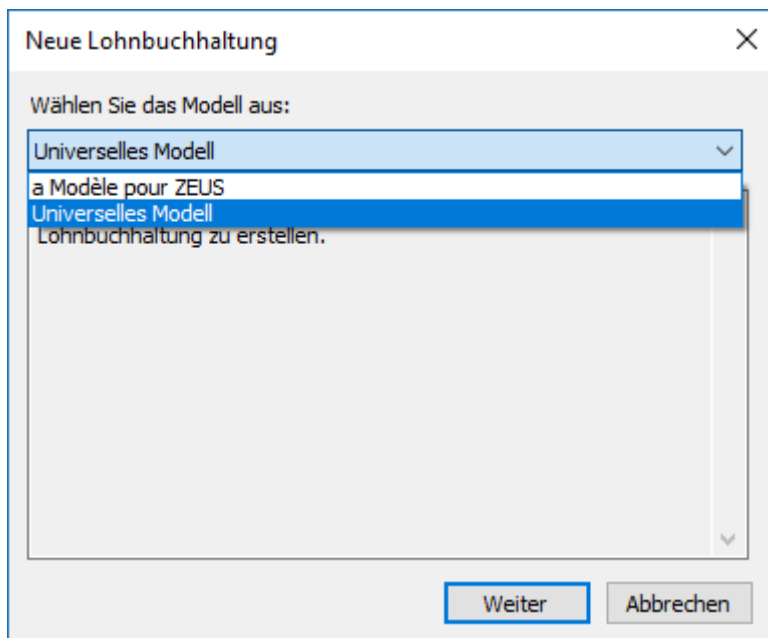 Neue Lohnbuchhaltung
Wählen Sie das Modell aus:
Universelles Modell
a Modèle pour ZEUS
Universelles Modell
Lohnbuchhaltung zu erstellen.
Weiter
Abbrechen